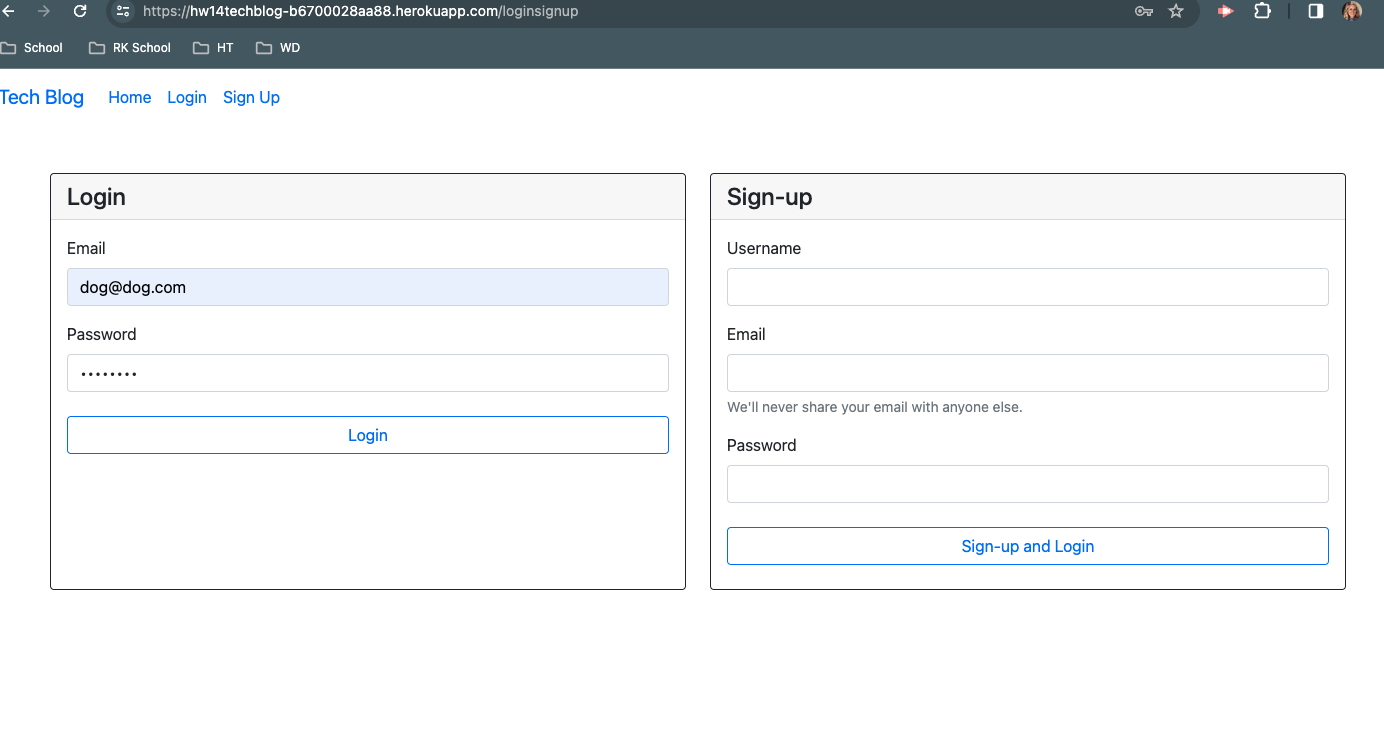 https://hw14techblog-b6700028aa88.herokuapp.com/loginsignup
School RK School HT WD
Tech Blog Home Login Sign Up
Login
Email
dog@dog.com
Password
••••••••
Login
Sign-up
Username
Email
We'll never share your email with anyone else.
Password
Sign-up and Login